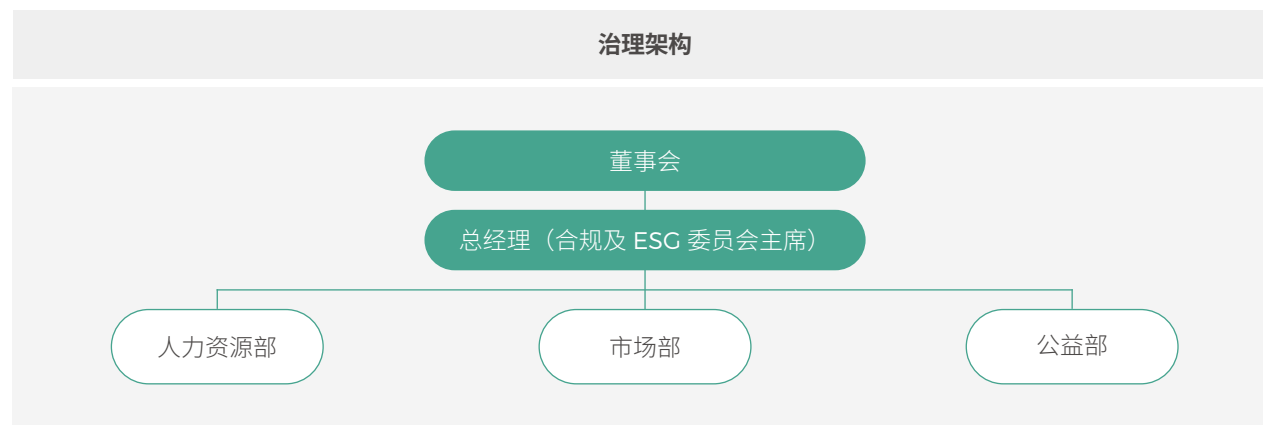 治理架构
董事会
总经理（合规及 ESG 委员会主席）
人力资源部
市场部
公益部